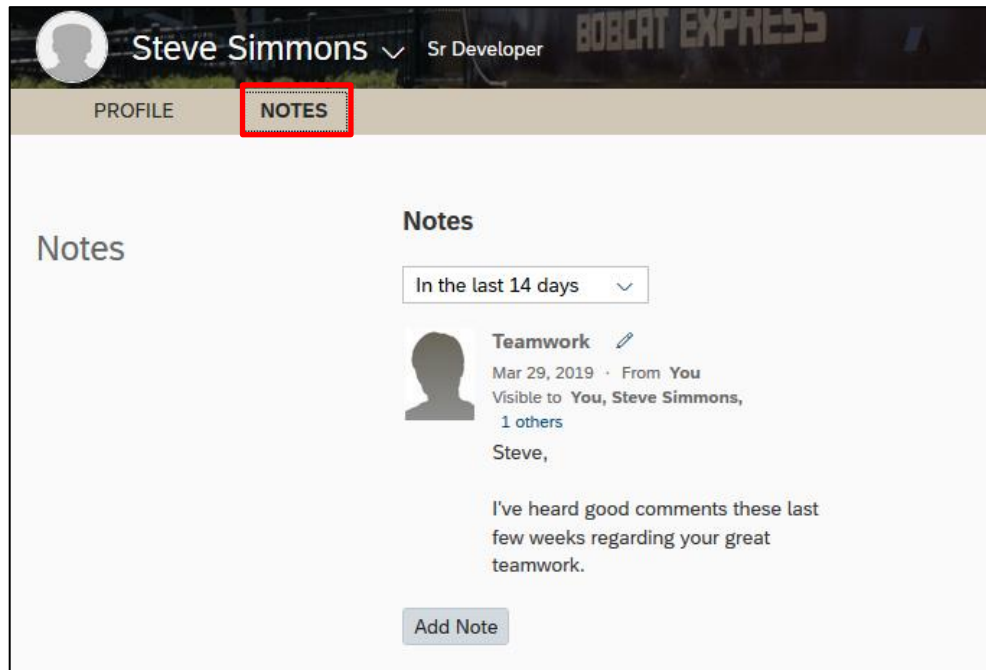 BOBCAT EXPRESS
Steve Simmons Sr Developer
PROFILE NOTES
Notes
Notes
In the last 14 days
Teamwork
Mar 29, 2019 · From You
Visible to You, Steve Simmons,
1 others
Steve,
I've heard good comments these last
few weeks regarding your great
teamwork.
Add Note